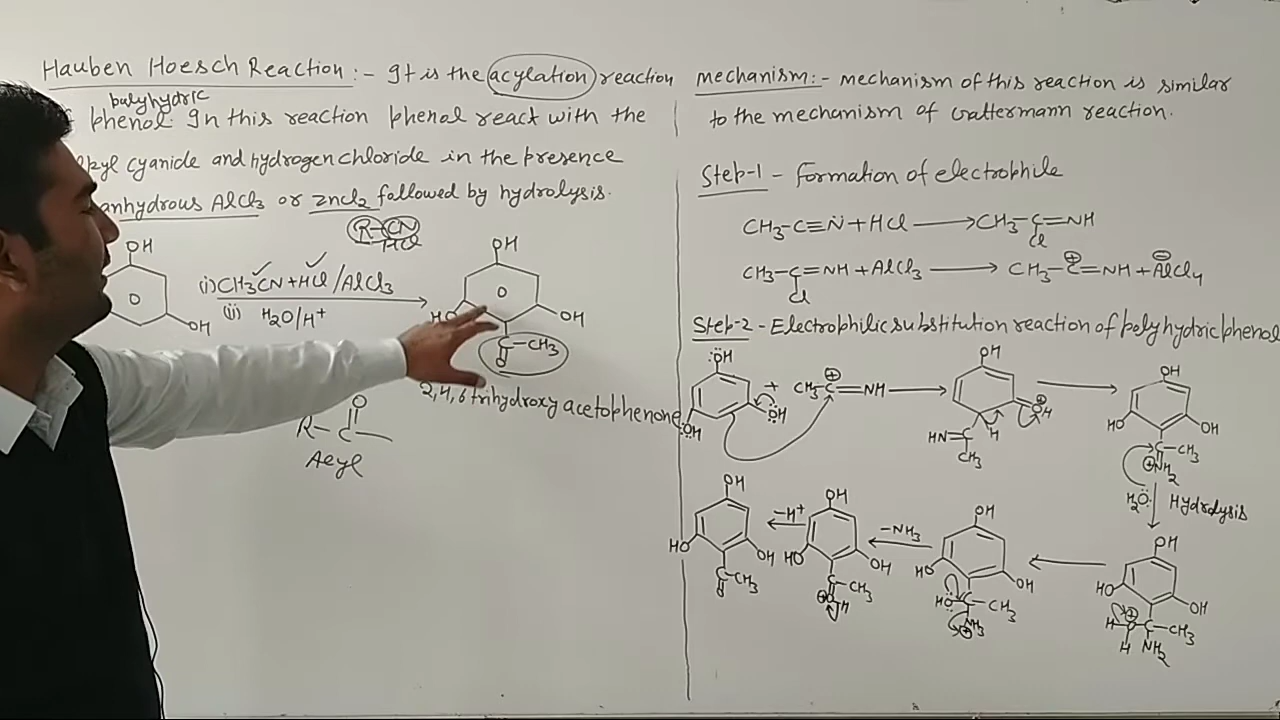 Hauben Hoesch Reaction :- It is the acylation reaction
polyhydric
phenol. In this reaction phenol react with the
lkyl cyanide and hydrogen chloride in the presence
anhydrous AlCl3 or ZnCl2 followed by hydrolysis.
R-CN
HCl
OH
OH
(i) CH3CN + HCl / AlCl3
(ii) H2O/H+
OH
HO
OH
C-CH3
O
2,4,6 trihydroxy acetophenone
O
R-C-
Acyl
mechanism :- mechanism of this reaction is similar
to the mechanism of Gattermann reaction.
Step-1 - Formation of electrophile
CH3-C≡N + HCl → CH3-C=NH
Cl
CH3-C=NH + AlCl3 → CH3-C⊕=NH + AlCl4⊖
Cl
Step-2 - Electrophilic substitution reaction of polyhydric phenol
:ÖH
+ CH3-C⊕=NH →
OH
OH
OH
⊕OH
HN=C
H
CH3
→
OH
HO
OH
C-CH3
⊕NH2
H2O:
Hydrolysis
OH
HO
OH
H-O⊕-C-CH3
H
NH2
←
OH
HO
OH
HO-C-CH3
NH3
⊕
-NH3
←
OH
HO
OH
C-CH3
⊕OH
-H+
←
OH
HO
OH
C-CH3
O